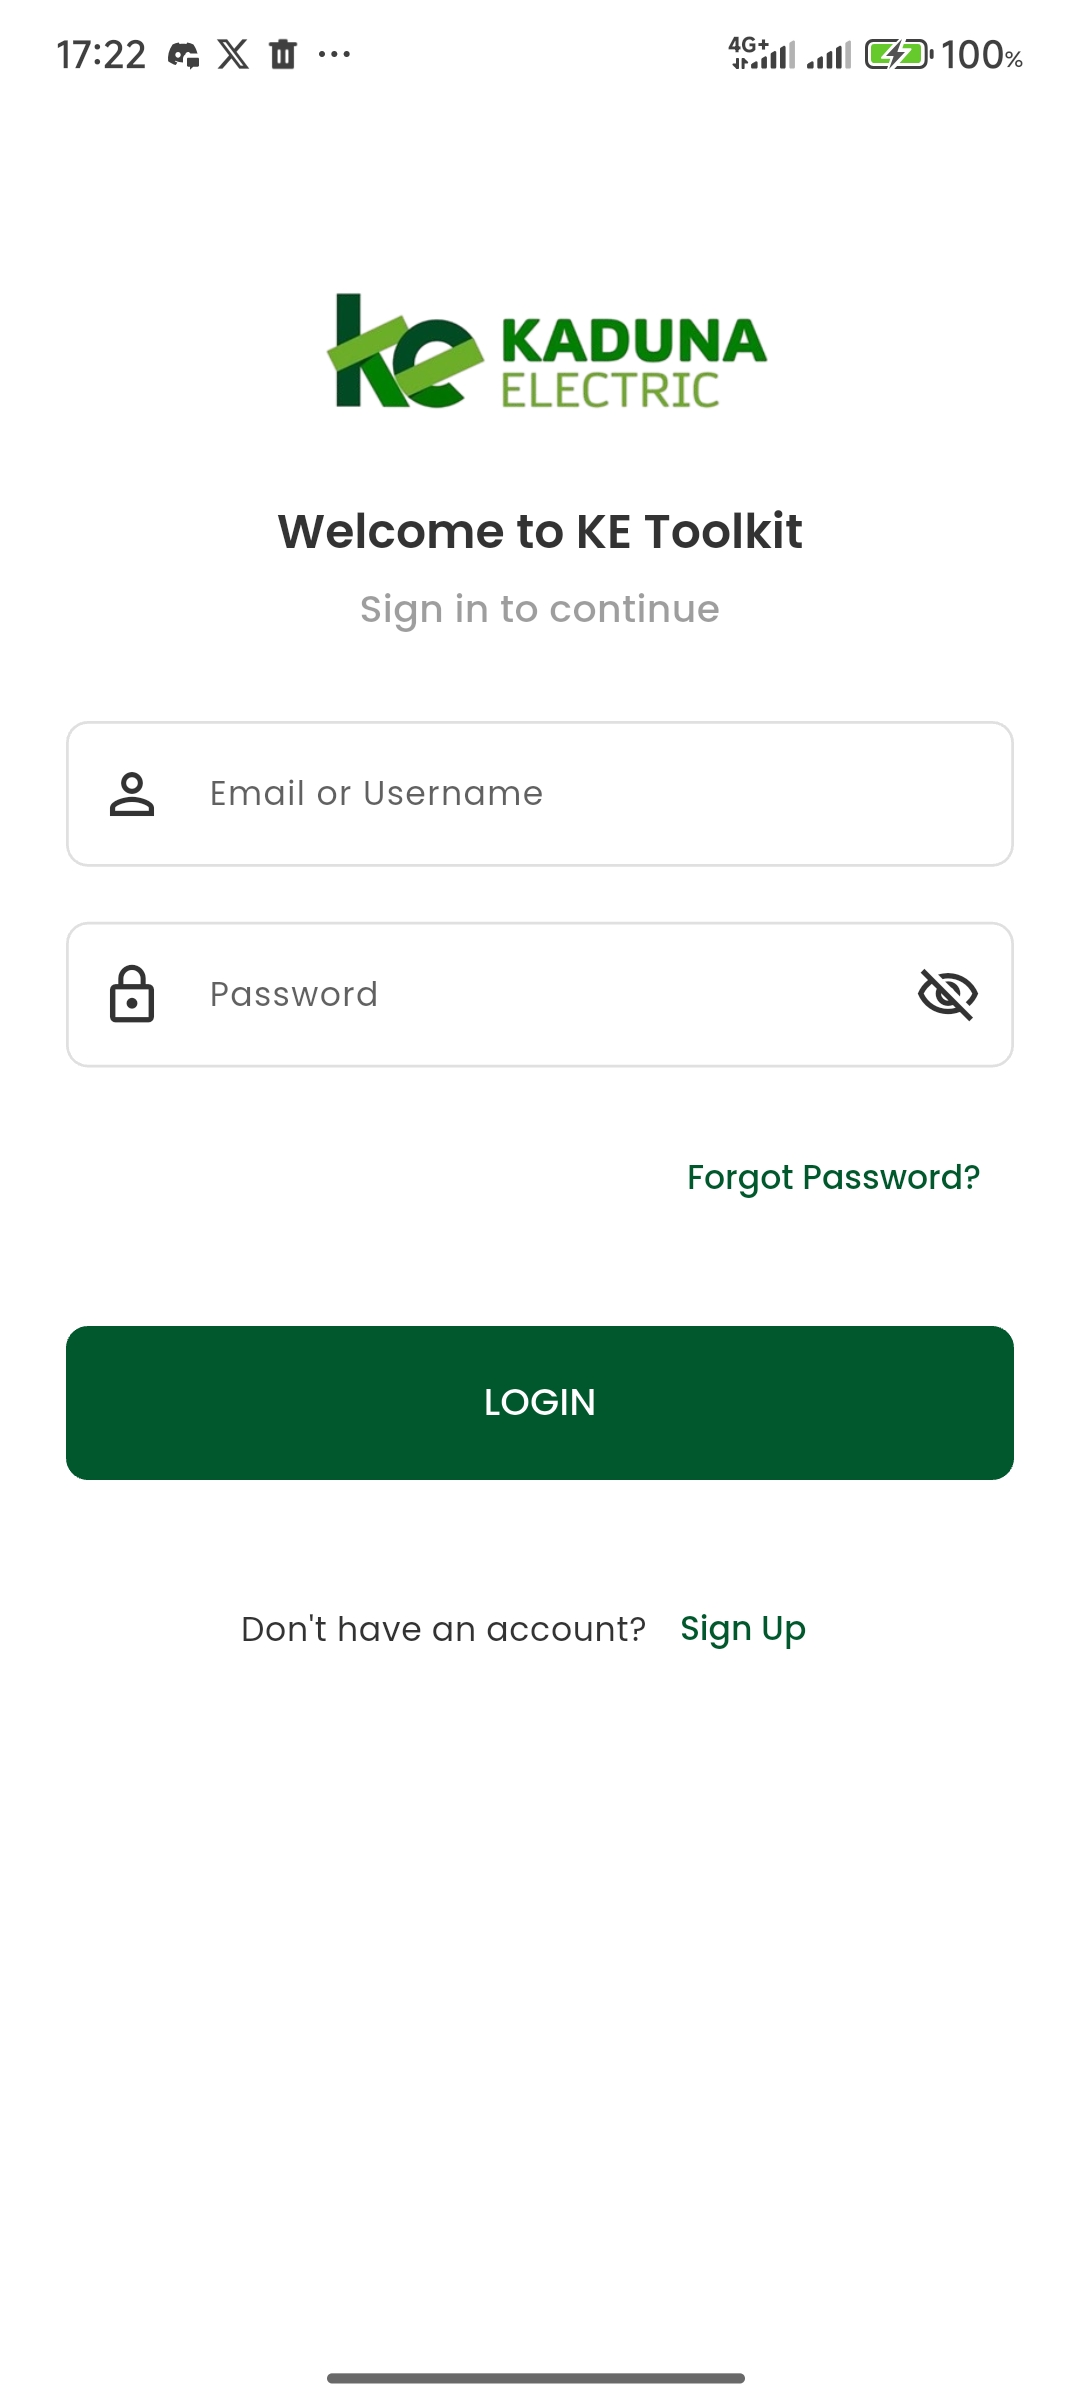 17:22
4G+ 100%
ke KADUNA
ELECTRIC
Welcome to KE Toolkit
Sign in to continue
Email or Username
Password
Forgot Password?
LOGIN
Don't have an account? Sign Up